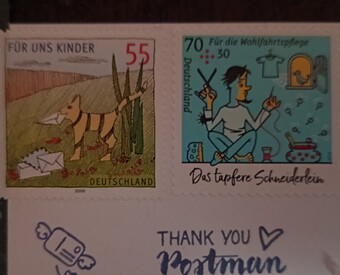 FÜR UNS KINDER 55
DEUTSCHLAND
70 Für die Wohlfahrtspflege
+30
Deutschland
Das tapfere Schneiderlein
THANK YOU
Postman